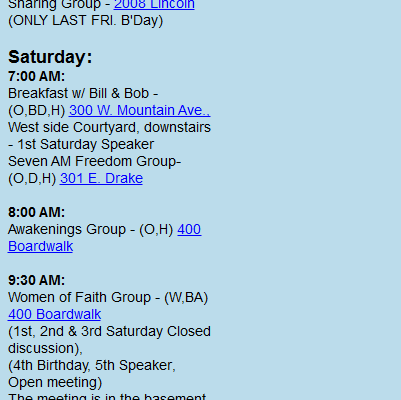 Sharing Group - 2008 Lincoln
(ONLY LAST FRI. B'Day)
Saturday:
7:00 AM:
Breakfast w/ Bill & Bob -
(O,BD,H) 300 W. Mountain Ave.,
West side Courtyard, downstairs
- 1st Saturday Speaker
Seven AM Freedom Group-
(O,D,H) 301 E. Drake
8:00 AM:
Awakenings Group - (O,H) 400
Boardwalk
9:30 AM:
Women of Faith Group - (W,BA)
400 Boardwalk
(1st, 2nd & 3rd Saturday Closed
discussion),
(4th Birthday, 5th Speaker,
Open meeting)
The meeting is in the basement